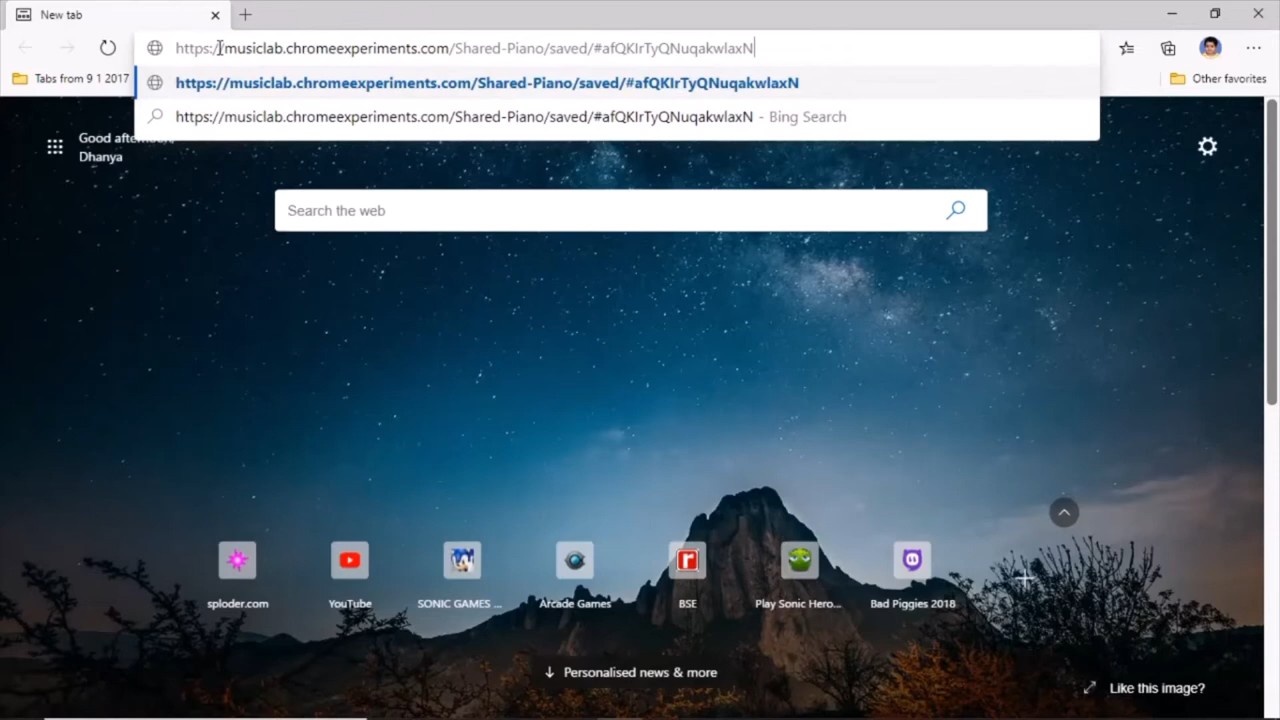 New tab
https://musiclab.chromeexperiments.com/Shared-Piano/saved/#afQKIrTyQNuqakwlaxN
Tabs from 9 1 2017
https://musiclab.chromeexperiments.com/Shared-Piano/saved/#afQKIrTyQNuqakwlaxN
Other favorites
https://musiclab.chromeexperiments.com/Shared-Piano/saved/#afQKIrTyQNuqakwlaxN - Bing Search
Good
Dhanya
Search the web
sploder.com
YouTube
SONIC GAMES ...
Arcade Games
BSE
Play Sonic Hero...
Bad Piggies 2018
Personalised news & more
Like this image?